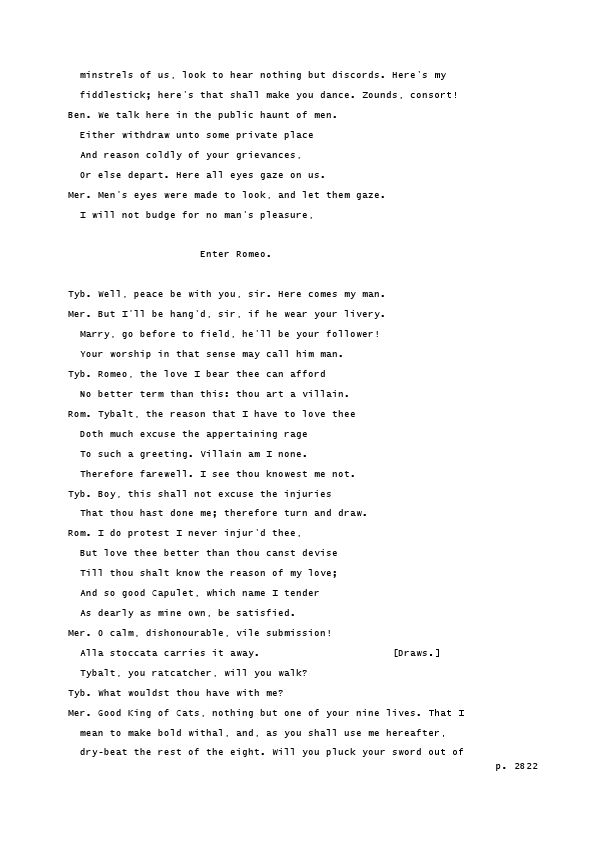 minstrels of us, look to hear nothing but discords. Here's my
fiddlestick; here's that shall make you dance. Zounds, consort!
Ben. We talk here in the public haunt of men.
Either withdraw unto some private place
And reason coldly of your grievances,
Or else depart. Here all eyes gaze on us.
Mer. Men's eyes were made to look, and let them gaze.
I will not budge for no man's pleasure,
Enter Romeo.
Tyb. Well, peace be with you, sir. Here comes my man.
Mer. But I'll be hang'd, sir, if he wear your livery.
Marry, go before to field, he'll be your follower!
Your worship in that sense may call him man.
Tyb. Romeo, the love I bear thee can afford
No better term than this: thou art a villain.
Rom. Tybalt, the reason that I have to love thee
Doth much excuse the appertaining rage
To such a greeting. Villain am I none.
Therefore farewell. I see thou knowest me not.
Tyb. Boy, this shall not excuse the injuries
That thou hast done me; therefore turn and draw.
Rom. I do protest I never injur'd thee,
But love thee better than thou canst devise
Till thou shalt know the reason of my love;
And so good Capulet, which name I tender
As dearly as mine own, be satisfied.
Mer. O calm, dishonourable, vile submission!
Alla stoccata carries it away. [Draws.]
Tybalt, you ratcatcher, will you walk?
Tyb. What wouldst thou have with me?
Mer. Good King of Cats, nothing but one of your nine lives. That I
mean to make bold withal, and, as you shall use me hereafter,
dry-beat the rest of the eight. Will you pluck your sword out of
p. 2822